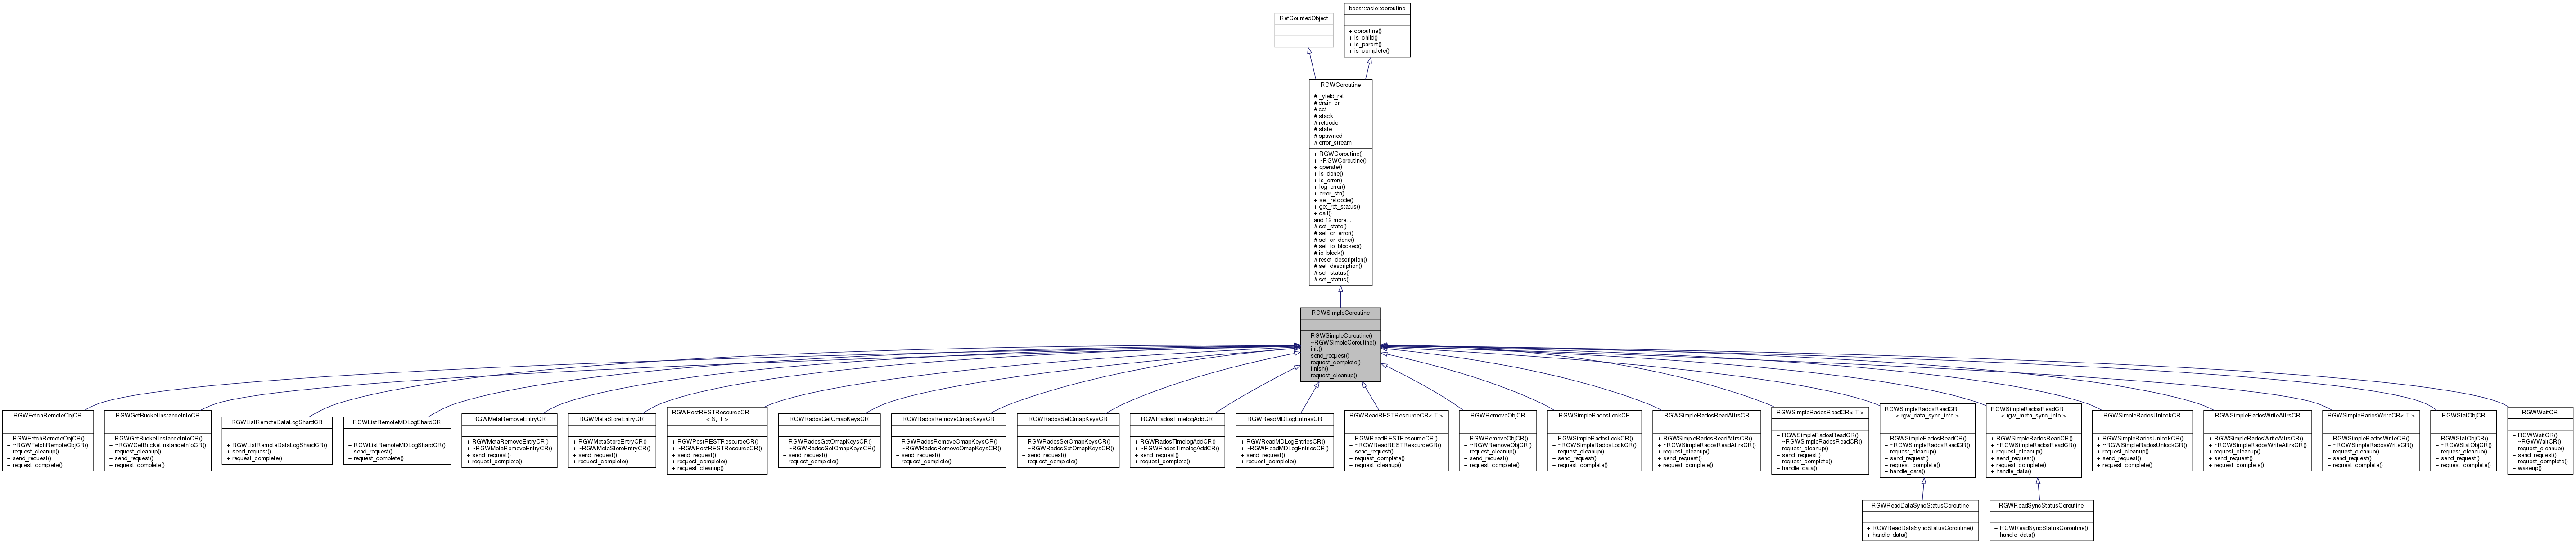 RefCountedObject
boost::asio::coroutine
+ coroutine()
+ is_child()
+ is_parent()
+ is_complete()
RGWCoroutine
# _yield_ret
# drain_cr
# cct
# stack
# retcode
# state
# spawned
# error_stream
+ RGWCoroutine()
+ ~RGWCoroutine()
+ operate()
+ is_done()
+ is_error()
+ log_error()
+ error_str()
+ set_retcode()
+ get_ret_status()
+ call()
and 12 more...
# set_state()
# set_cr_error()
# set_cr_done()
# set_io_blocked()
# io_block()
# reset_description()
# set_description()
# set_status()
# set_status()
RGWSimpleCoroutine
+ RGWSimpleCoroutine()
+ ~RGWSimpleCoroutine()
+ init()
+ send_request()
+ request_complete()
+ finish()
+ request_cleanup()
RGWFetchRemoteObjCR
+ RGWFetchRemoteObjCR()
+ ~RGWFetchRemoteObjCR()
+ request_cleanup()
+ send_request()
+ request_complete()
RGWGetBucketInstanceInfoCR
+ RGWGetBucketInstanceInfoCR()
+ ~RGWGetBucketInstanceInfoCR()
+ request_cleanup()
+ send_request()
+ request_complete()
RGWListRemoteDataLogShardCR
+ RGWListRemoteDataLogShardCR()
+ send_request()
+ request_complete()
RGWListRemoteMDLogShardCR
+ RGWListRemoteMDLogShardCR()
+ send_request()
+ request_complete()
RGWMetaRemoveEntryCR
+ RGWMetaRemoveEntryCR()
+ ~RGWMetaRemoveEntryCR()
+ send_request()
+ request_complete()
RGWMetaStoreEntryCR
+ RGWMetaStoreEntryCR()
+ ~RGWMetaStoreEntryCR()
+ send_request()
+ request_complete()
RGWPostRESTResourceCR
< S, T >
+ RGWPostRESTResourceCR()
+ ~RGWPostRESTResourceCR()
+ send_request()
+ request_complete()
+ request_cleanup()
RGWRadosGetOmapKeysCR
+ RGWRadosGetOmapKeysCR()
+ ~RGWRadosGetOmapKeysCR()
+ send_request()
+ request_complete()
RGWRadosRemoveOmapKeysCR
+ RGWRadosRemoveOmapKeysCR()
+ ~RGWRadosRemoveOmapKeysCR()
+ send_request()
+ request_complete()
RGWRadosSetOmapKeysCR
+ RGWRadosSetOmapKeysCR()
+ ~RGWRadosSetOmapKeysCR()
+ send_request()
+ request_complete()
RGWRadosTimelogAddCR
+ RGWRadosTimelogAddCR()
+ ~RGWRadosTimelogAddCR()
+ send_request()
+ request_complete()
RGWReadMDLogEntriesCR
+ RGWReadMDLogEntriesCR()
+ ~RGWReadMDLogEntriesCR()
+ send_request()
+ request_complete()
RGWReadRESTResourceCR< T >
+ RGWReadRESTResourceCR()
+ ~RGWReadRESTResourceCR()
+ send_request()
+ request_complete()
+ request_cleanup()
RGWRemoveObjCR
+ RGWRemoveObjCR()
+ ~RGWRemoveObjCR()
+ request_cleanup()
+ send_request()
+ request_complete()
RGWSimpleRadosLockCR
+ RGWSimpleRadosLockCR()
+ ~RGWSimpleRadosLockCR()
+ request_cleanup()
+ send_request()
+ request_complete()
RGWSimpleRadosReadAttrsCR
+ RGWSimpleRadosReadAttrsCR()
+ ~RGWSimpleRadosReadAttrsCR()
+ request_cleanup()
+ send_request()
+ request_complete()
RGWSimpleRadosReadCR< T >
+ RGWSimpleRadosReadCR()
+ ~RGWSimpleRadosReadCR()
+ request_cleanup()
+ send_request()
+ request_complete()
+ handle_data()
RGWSimpleRadosReadCR
< rgw_data_sync_info >
+ RGWSimpleRadosReadCR()
+ ~RGWSimpleRadosReadCR()
+ request_cleanup()
+ send_request()
+ request_complete()
+ handle_data()
RGWSimpleRadosReadCR
< rgw_meta_sync_info >
+ RGWSimpleRadosReadCR()
+ ~RGWSimpleRadosReadCR()
+ request_cleanup()
+ send_request()
+ request_complete()
+ handle_data()
RGWSimpleRadosUnlockCR
+ RGWSimpleRadosUnlockCR()
+ ~RGWSimpleRadosUnlockCR()
+ request_cleanup()
+ send_request()
+ request_complete()
RGWSimpleRadosWriteAttrsCR
+ RGWSimpleRadosWriteAttrsCR()
+ ~RGWSimpleRadosWriteAttrsCR()
+ request_cleanup()
+ send_request()
+ request_complete()
RGWSimpleRadosWriteCR< T >
+ RGWSimpleRadosWriteCR()
+ ~RGWSimpleRadosWriteCR()
+ request_cleanup()
+ send_request()
+ request_complete()
RGWStatObjCR
+ RGWStatObjCR()
+ ~RGWStatObjCR()
+ request_cleanup()
+ send_request()
+ request_complete()
RGWWaitCR
+ RGWWaitCR()
+ ~RGWWaitCR()
+ request_cleanup()
+ send_request()
+ request_complete()
+ wakeup()
RGWReadDataSyncStatusCoroutine
+ RGWReadDataSyncStatusCoroutine()
+ handle_data()
RGWReadSyncStatusCoroutine
+ RGWReadSyncStatusCoroutine()
+ handle_data()